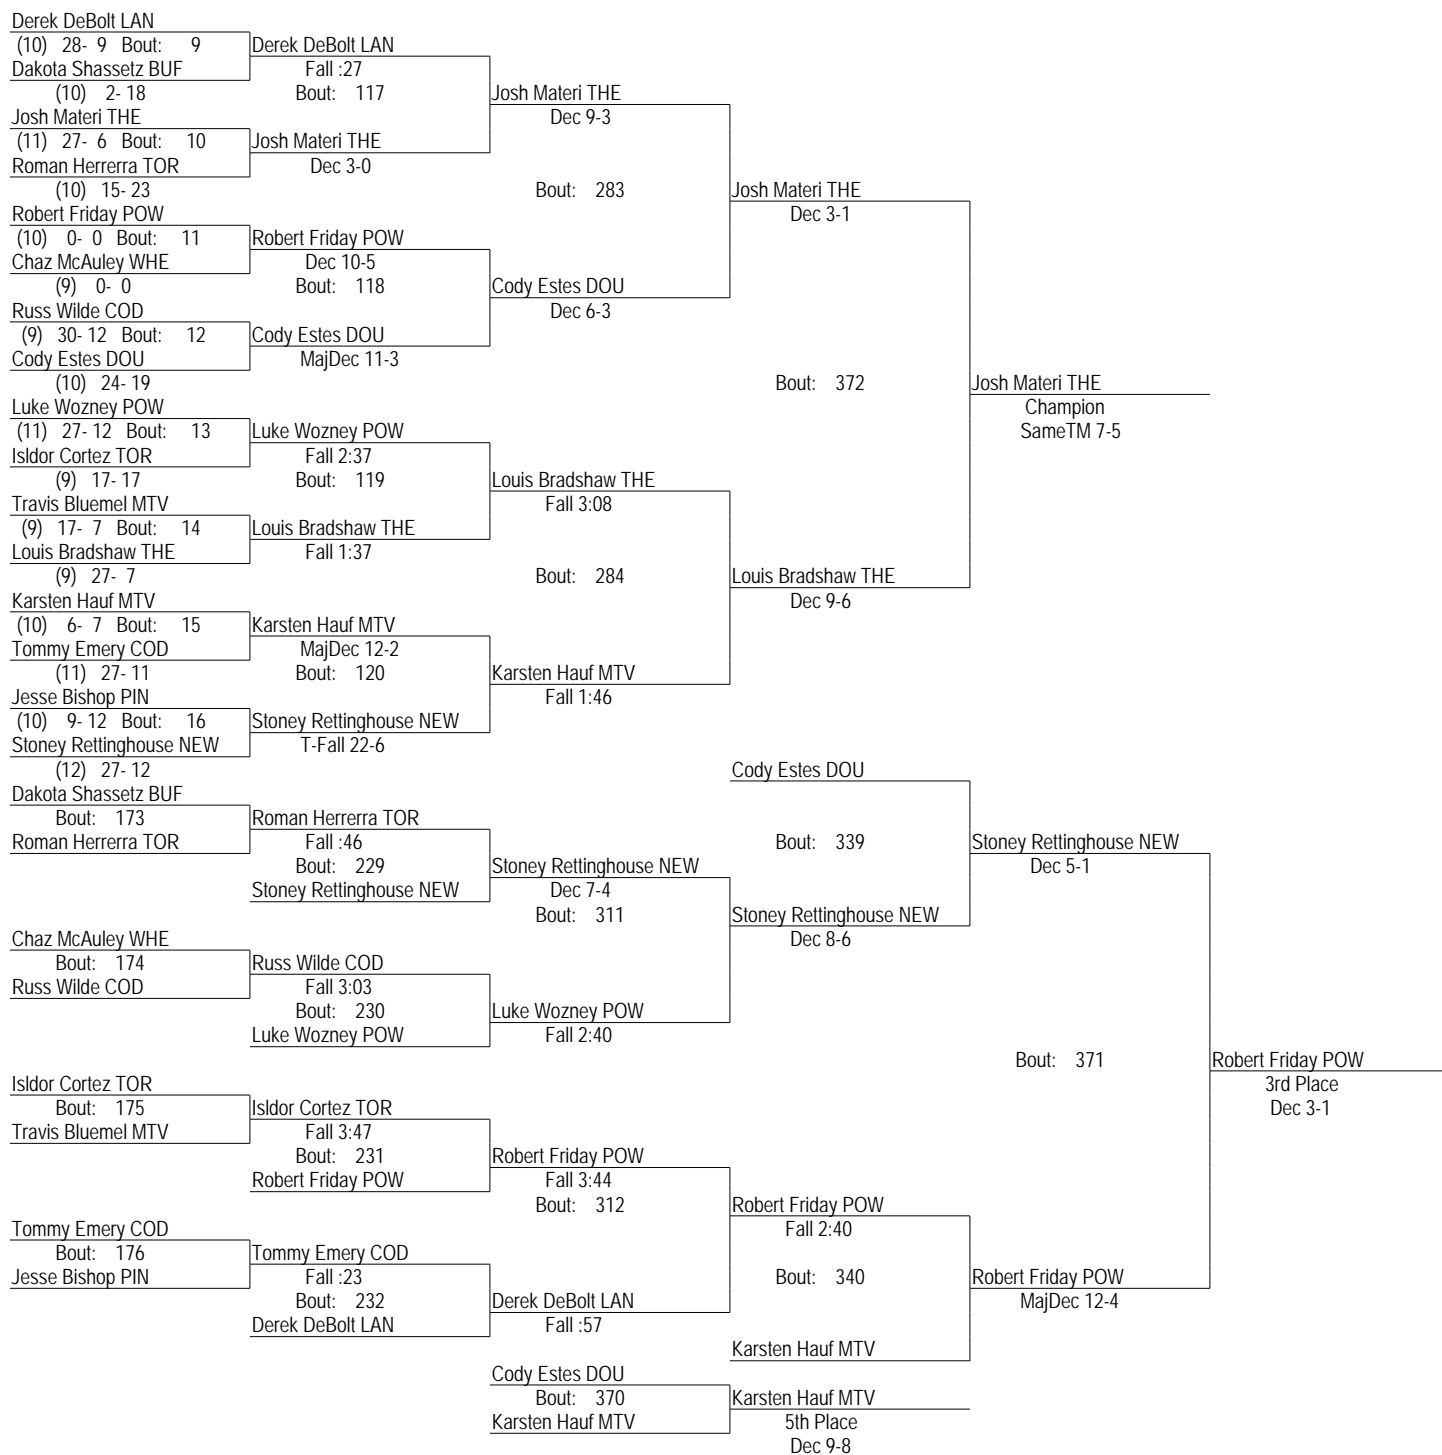 Derek DeBolt LAN
(10) 28- 9 Bout: 9 Derek DeBolt LAN
Dakota Shassetz BUF Fall :27
(10) 2- 18 Bout: 117 Josh Materi THE
Josh Materi THE Dec 9-3
(11) 27- 6 Bout: 10 Josh Materi THE
Roman Herrerra TOR Dec 3-0
(10) 15- 23 Bout: 283 Josh Materi THE
Robert Friday POW Dec 3-1
(10) 0- 0 Bout: 11 Robert Friday POW
Chaz McAuley WHE Dec 10-5
(9) 0- 0 Bout: 118 Cody Estes DOU
Russ Wilde COD Dec 6-3
(9) 30- 12 Bout: 12 Cody Estes DOU
Cody Estes DOU MajDec 11-3
(10) 24- 19 Bout: 372 Josh Materi THE
Luke Wozney POW Champion
(11) 27- 12 Bout: 13 Luke Wozney POW SameTM 7-5
Isldor Cortez TOR Fall 2:37
(9) 17- 17 Bout: 119 Louis Bradshaw THE
Travis Bluemel MTV Fall 3:08
(9) 17- 7 Bout: 14 Louis Bradshaw THE
Louis Bradshaw THE Fall 1:37
(9) 27- 7 Bout: 284 Louis Bradshaw THE
Karsten Hauf MTV Dec 9-6
(10) 6- 7 Bout: 15 Karsten Hauf MTV
Tommy Emery COD MajDec 12-2
(11) 27- 11 Bout: 120 Karsten Hauf MTV
Jesse Bishop PIN Fall 1:46
(10) 9- 12 Bout: 16 Stoney Rettinghouse NEW
Stoney Rettinghouse NEW T-Fall 22-6
(12) 27- 12 Cody Estes DOU
Dakota Shassetz BUF
Bout: 173 Roman Herrerra TOR
Roman Herrerra TOR Fall :46 Bout: 339 Stoney Rettinghouse NEW
Bout: 229 Stoney Rettinghouse NEW Dec 5-1
Stoney Rettinghouse NEW Dec 7-4
Bout: 311 Stoney Rettinghouse NEW
Chaz McAuley WHE Dec 8-6
Bout: 174 Russ Wilde COD
Russ Wilde COD Fall 3:03
Bout: 230 Luke Wozney POW
Luke Wozney POW Fall 2:40
Bout: 371 Robert Friday POW
Isldor Cortez TOR 3rd Place
Bout: 175 Isldor Cortez TOR Dec 3-1
Travis Bluemel MTV Fall 3:47
Bout: 231 Robert Friday POW
Robert Friday POW Fall 3:44
Bout: 312 Robert Friday POW
Tommy Emery COD Fall 2:40
Bout: 176 Tommy Emery COD
Jesse Bishop PIN Fall :23 Bout: 340 Robert Friday POW
Bout: 232 Derek DeBolt LAN MajDec 12-4
Derek DeBolt LAN Fall :57
Karsten Hauf MTV
Cody Estes DOU
Bout: 370 Karsten Hauf MTV
Karsten Hauf MTV 5th Place
Dec 9-8